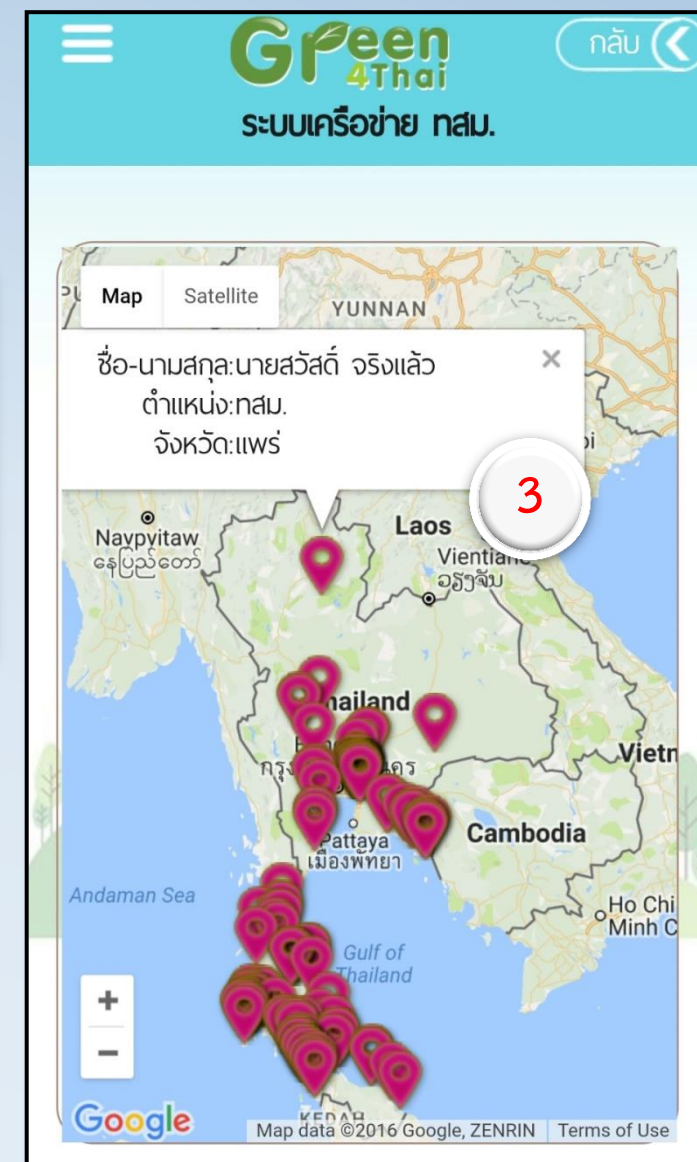 Green
4Thai
กลับ
ระบบเครือข่าย ทสม.
Map
Satellite
YUNNAN
ชื่อ-นามสกุล:นายสวัสดิ์ จริงแล้ว
ตำแหน่ง:ทสม.
จังหวัด:แพร่
3
Naypyitaw
နေပြည်တော်
Laos
Vientiane
ວຽງຈັນ
Thailand
Pattaya
เมืองพัทยา
Cambodia
Vietn
Andaman Sea
Ho Chi
Minh C
Gulf of
Thailand
+
−
KEDAH
Google
Map data ©2016 Google, ZENRIN
Terms of Use